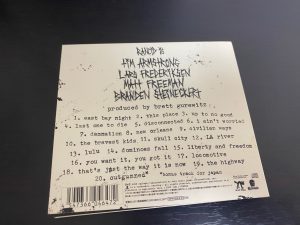 RANCID IS
TIM ARMSTRONG
LARS FREDERIKSEN
MATT FREEMAN
BRANDEN STEINECKERT
produced by brett gurewitz
1. east bay night 2. this place 3. up to no good
4. last one to die 5. disconnected 6. i ain't worried
7. damnation 8. new orleans 9. civilian ways
10. the bravest kids 11. skull city 12. LA river
13. lulu 14. dominoes fall 15. liberty and freedom
16. you want it, you got it 17. locomotive
18. that's just the way it is now 19. the highway
20. outgunned*
*bonus track for japan